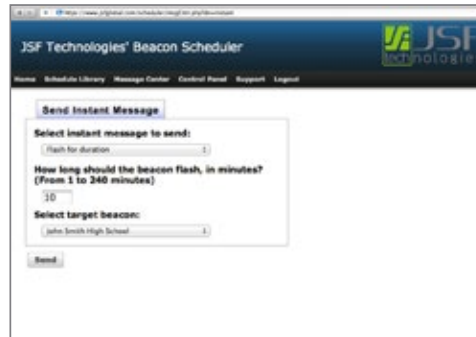 JSF Technologies' Beacon Scheduler
JSF
technologies
Home Schedule Library Message Center Control Panel Support Logout
Send Instant Message
Select instant message to send:
Flash for duration
How long should the beacon flash, in minutes?
(From 1 to 240 minutes)
10
Select target beacon:
John Smith High School
Send